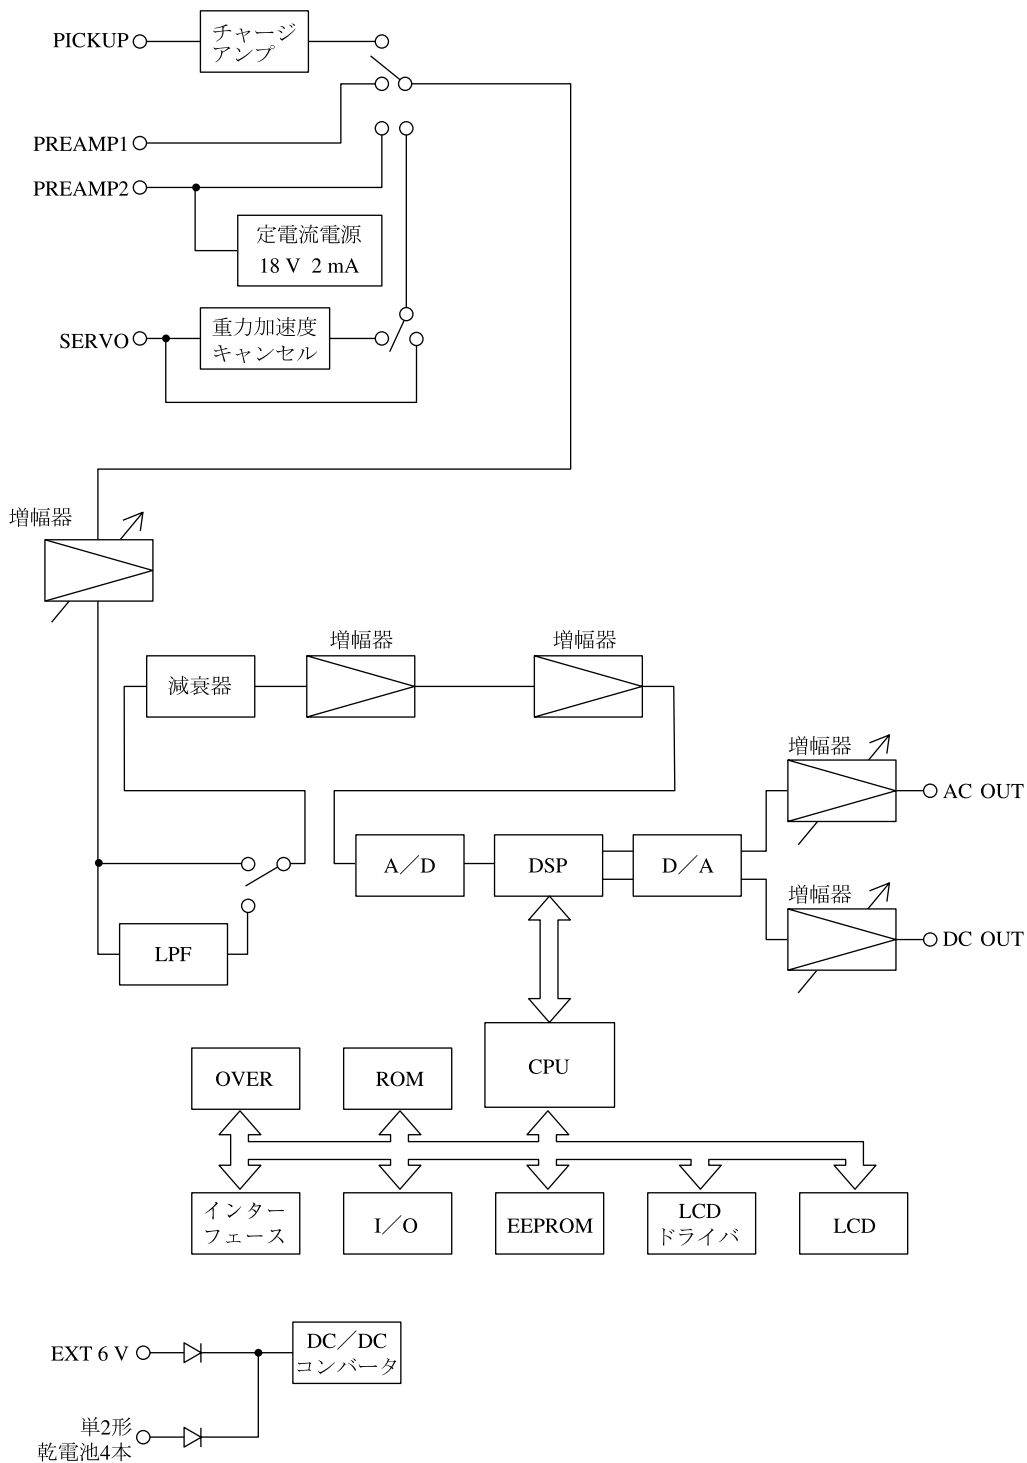 PICKUP
チャージ
アンプ
PREAMP1
PREAMP2
定電流電源
18 V 2 mA
SERVO
重力加速度
キャンセル
増幅器
増幅器
増幅器
減衰器
増幅器
AC OUT
A／D
DSP
D／A
増幅器
DC OUT
LPF
CPU
OVER
ROM
インター
フェース
I／O
EEPROM
LCD
ドライバ
LCD
EXT 6 V
DC／DC
コンバータ
単2形
乾電池4本